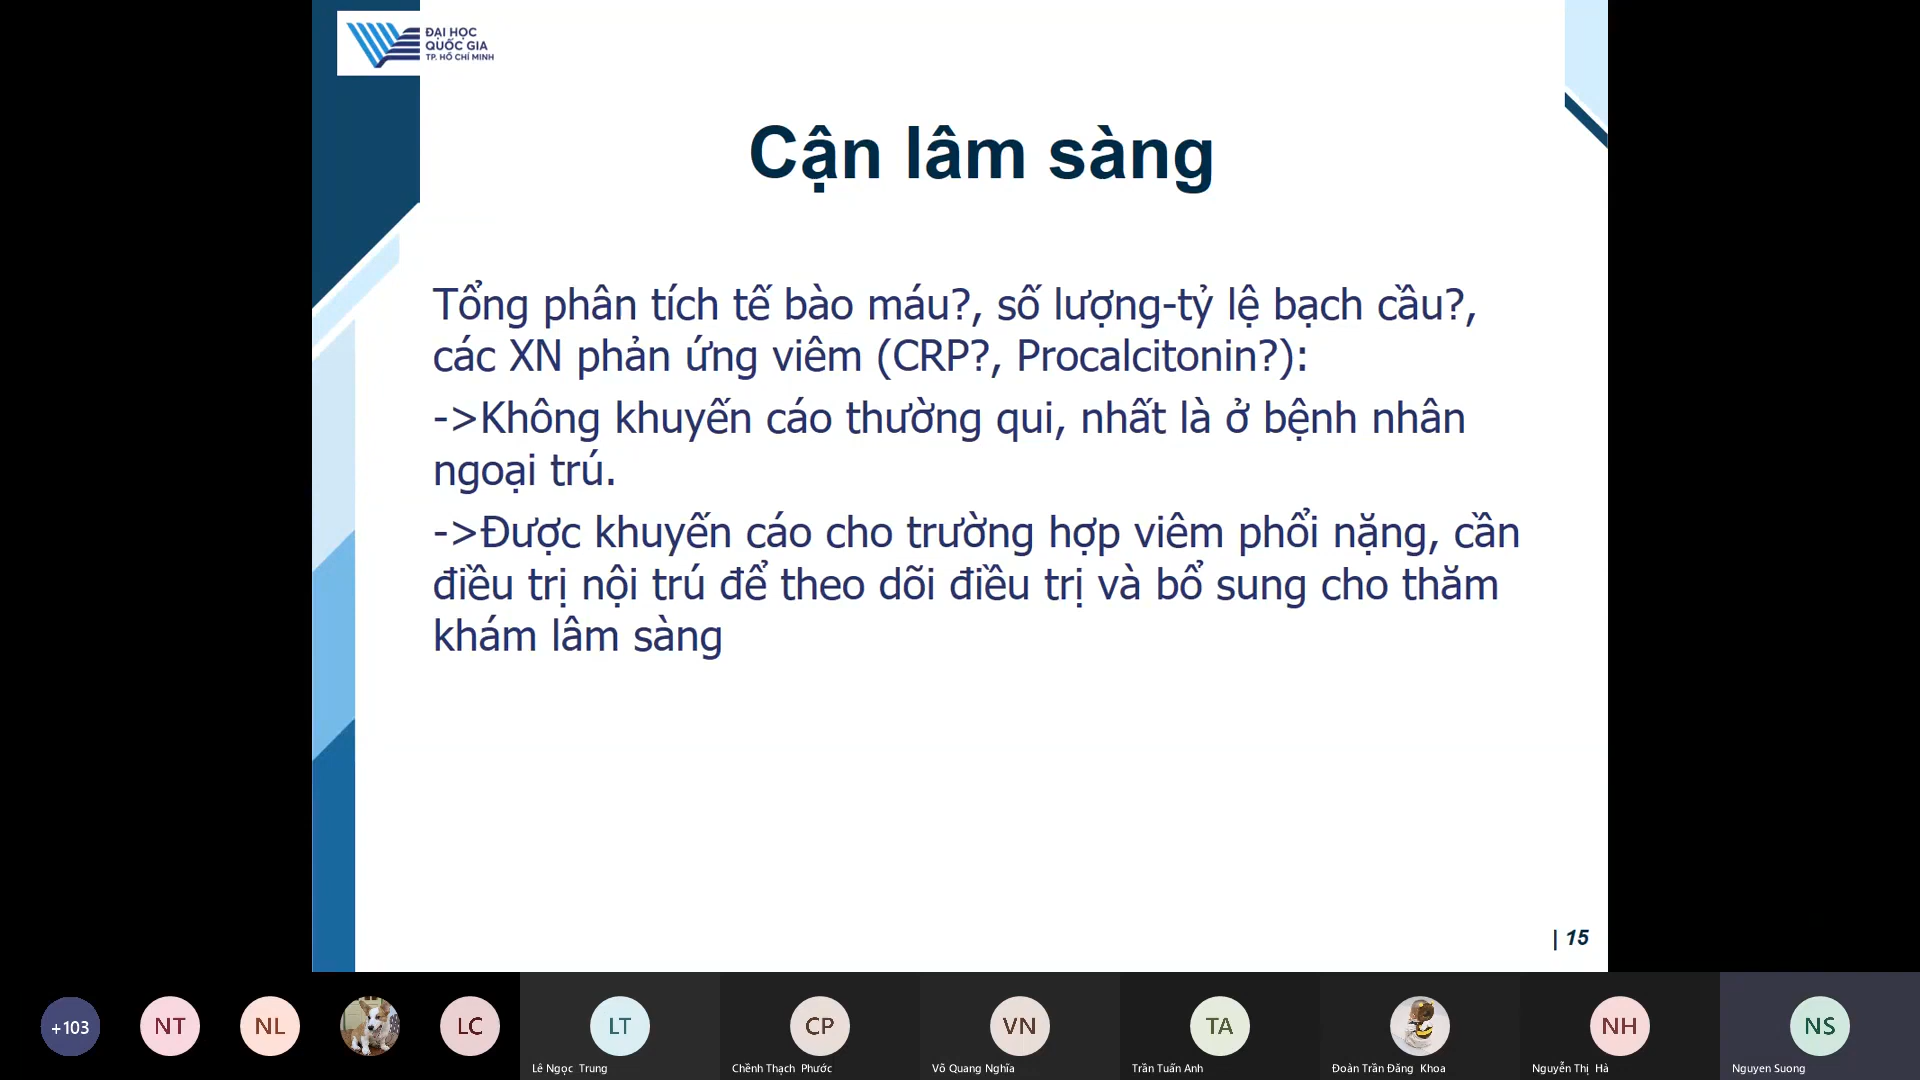 ĐẠI HỌC
QUỐC GIA
TP. HỒ CHÍ MINH
Cận lâm sàng
Tổng phân tích tế bào máu?, số lượng-tỷ lệ bạch cầu?,
các XN phản ứng viêm (CRP?, Procalcitonin?):
->Không khuyến cáo thường qui, nhất là ở bệnh nhân
ngoại trú.
->Được khuyến cáo cho trường hợp viêm phổi nặng, cần
điều trị nội trú để theo dõi điều trị và bổ sung cho thăm
khám lâm sàng
| 15
+103
NT
NL
LC
LT
CP
VN
TA
NH
NS
Lê Ngọc Trung
Chềnh Thạch Phước
Võ Quang Nghĩa
Trần Tuấn Anh
Đoàn Trần Đăng Khoa
Nguyễn Thị Hà
Nguyen Suong